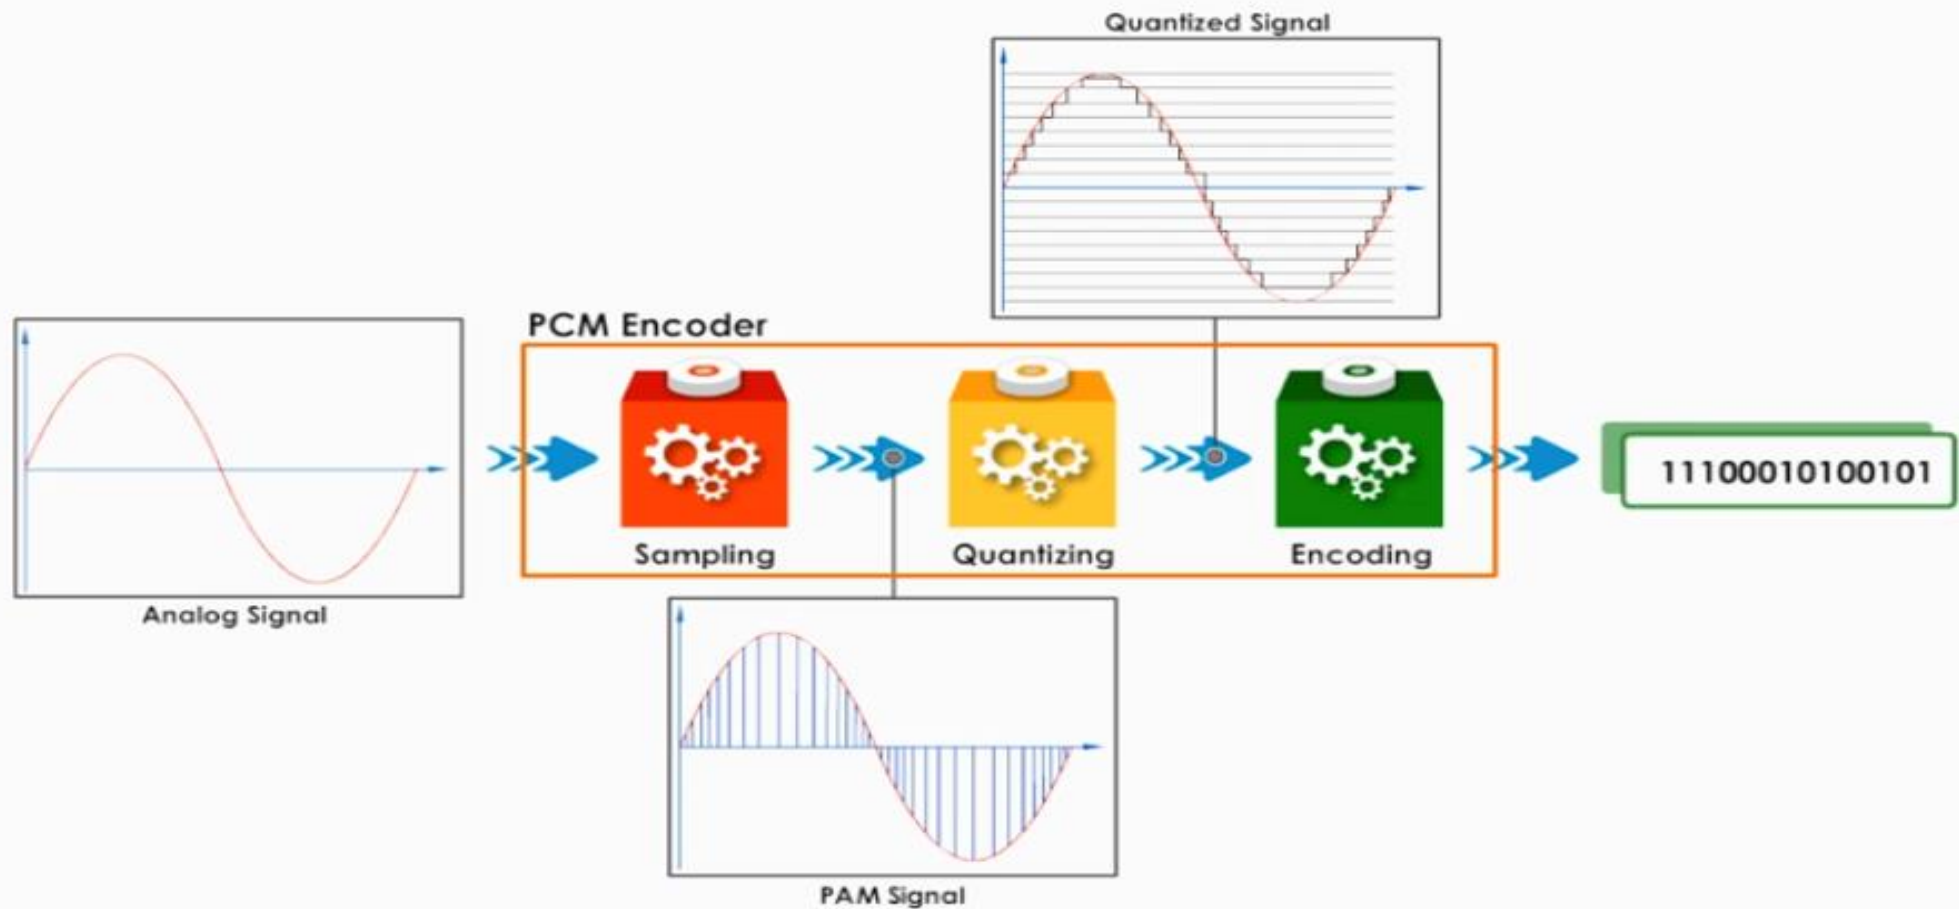 Quantized Signal
PCM Encoder
Sampling
Quantizing
Encoding
11100010100101
Analog Signal
PAM Signal